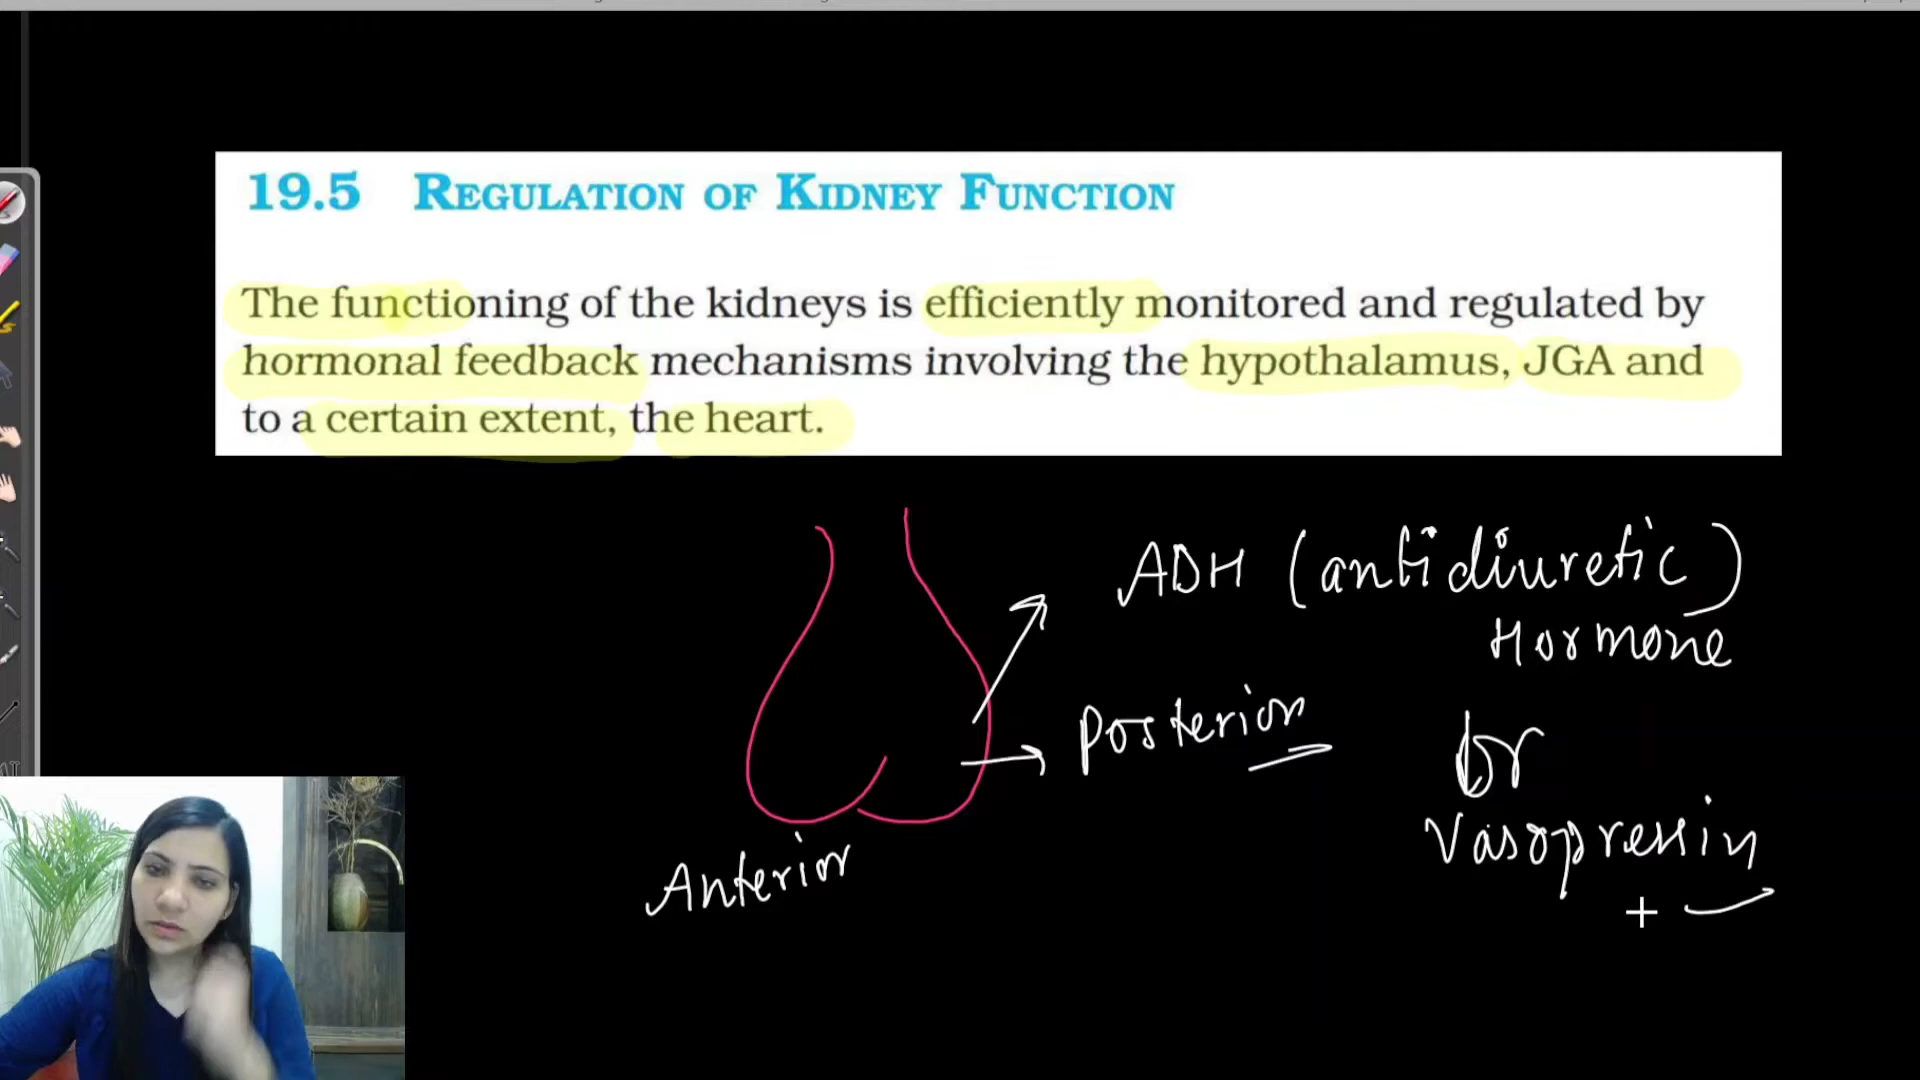 19.5 REGULATION OF KIDNEY FUNCTION
The functioning of the kidneys is efficiently monitored and regulated by
hormonal feedback mechanisms involving the hypothalamus, JGA and
to a certain extent, the heart.
ADH (antidiuretic)
Hormone
Posterior
or
Vasopressin
Anterior